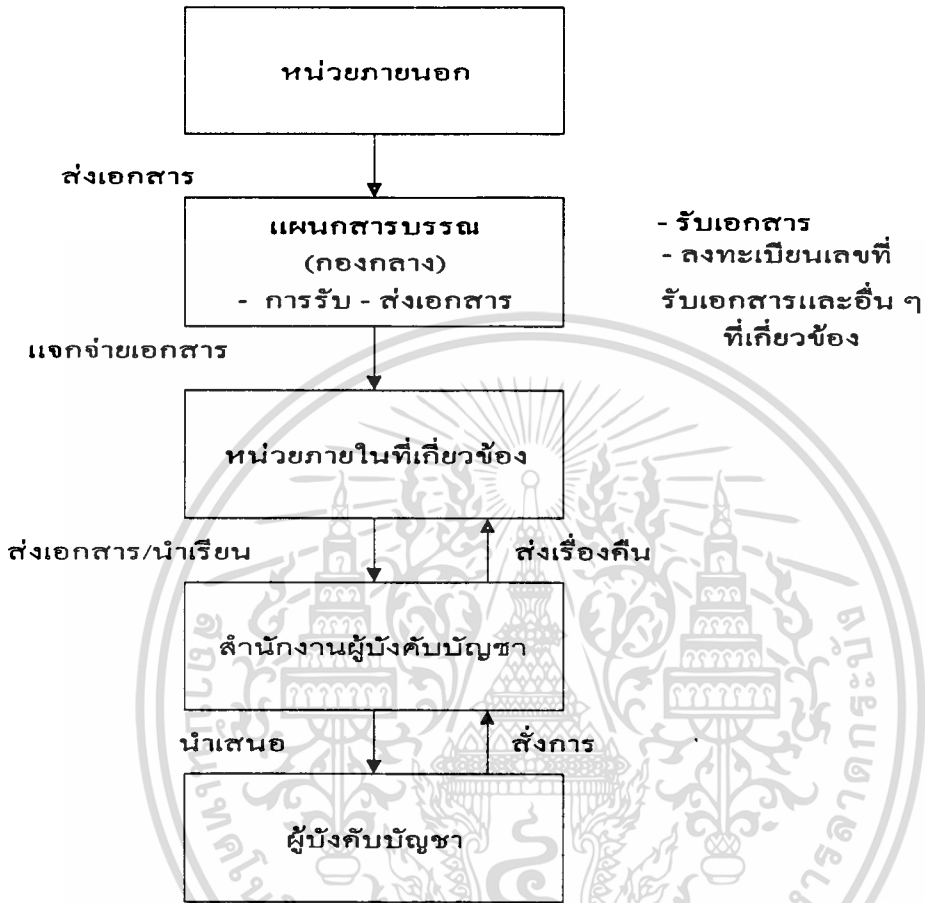 หน่วยภายนอก
ส่งเอกสาร
แผนกสารบรรณ
(กองกลาง)
- การรับ - ส่งเอกสาร
- รับเอกสาร
- ลงทะเบียนเลขที่
รับเอกสารและอื่น ๆ
ที่เกี่ยวข้อง
แจกจ่ายเอกสาร
หน่วยภายในที่เกี่ยวข้อง
ส่งเอกสาร/นำเรียน
ส่งเรื่องคืน
สำนักงานผู้บังคับบัญชา
นำเสนอ
สั่งการ
ผู้บังคับบัญชา